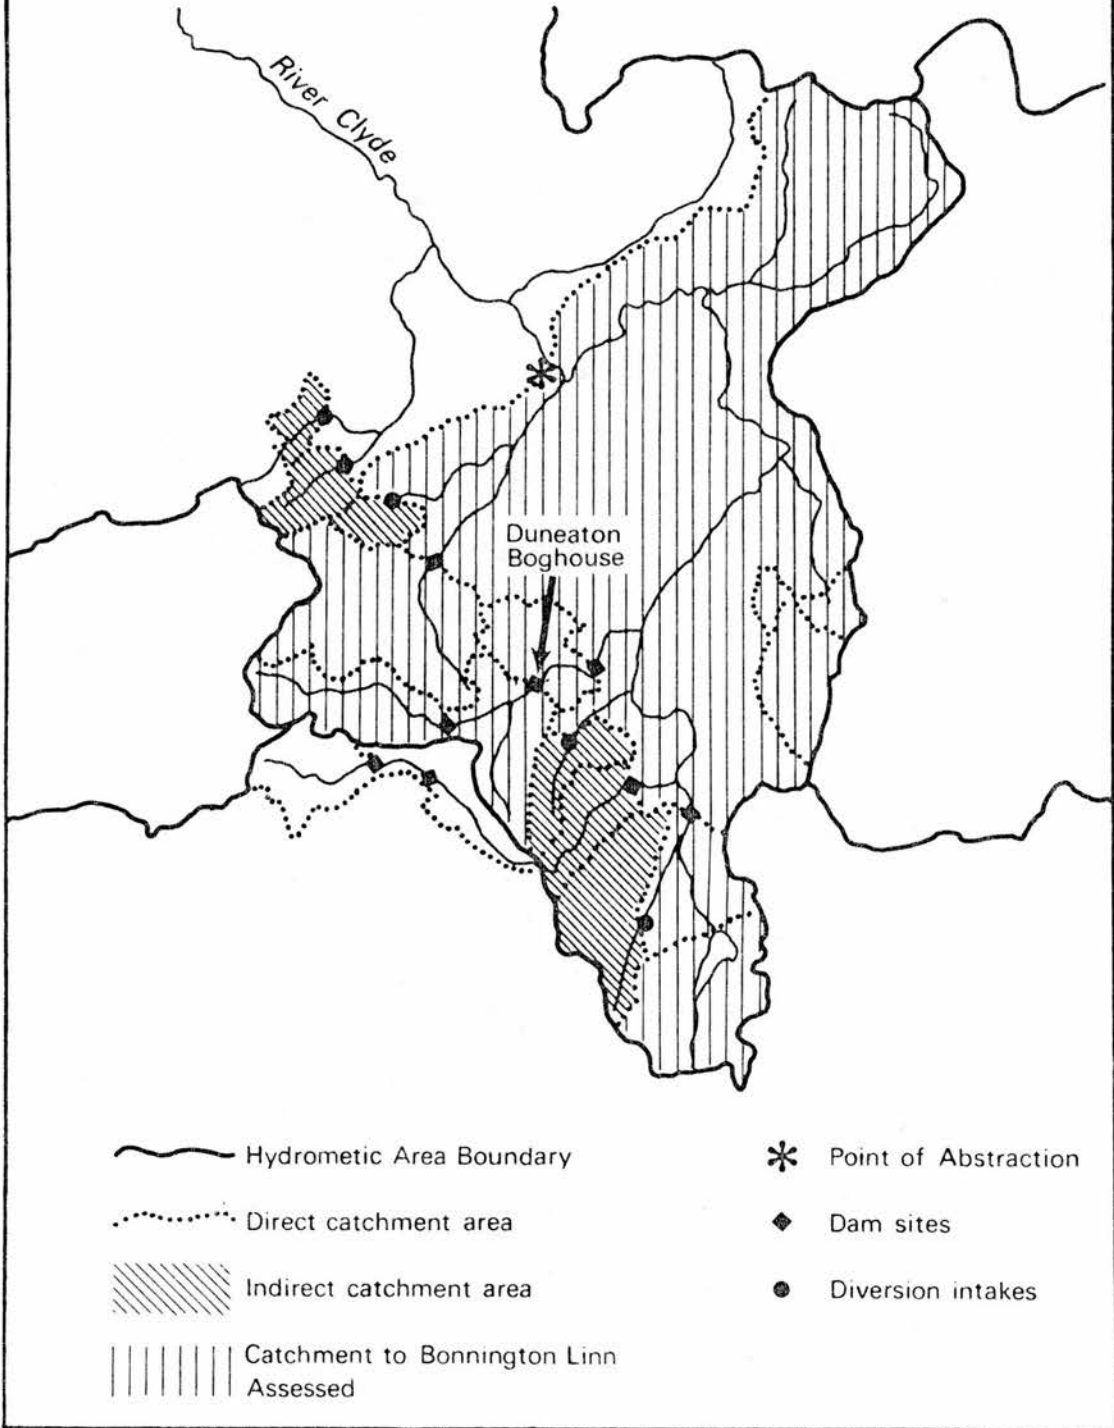 River Clyde
Duneaton
Boghouse
Hydrometic Area Boundary
Direct catchment area
Indirect catchment area
Catchment to Bonnington Linn
Assessed
Point of Abstraction
Dam sites
Diversion intakes